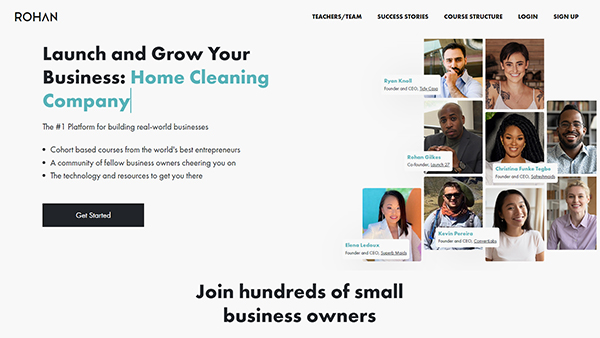 ROHAN
TEACHERS/TEAM
SUCCESS STORIES
COURSE STRUCTURE
LOGIN
SIGN UP
Launch and Grow Your
Business: Home Cleaning
Company
The #1 Platform for building real-world businesses
Cohort based courses from the world's best entrepreneurs
A community of fellow business owners cheering you on
The technology and resources to get you there
Get Started
Ryan Knoll
Founder and CEO, Tidy Casa
Rohan Gilkes
Co-founder, Launch 27
Christina Funke Tegbe
Founder and CEO,
Elena Ledoux
Founder and CEO, Superb Maids
Kevin Pereira
Founder and CEO,
Join hundreds of small
business owners